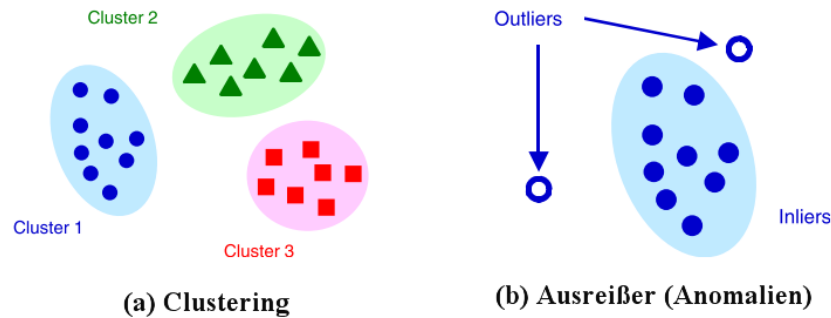 Cluster 2
Cluster 1
Cluster 3
(a) Clustering
Outliers
Inliers
(b) Ausreißer (Anomalien)